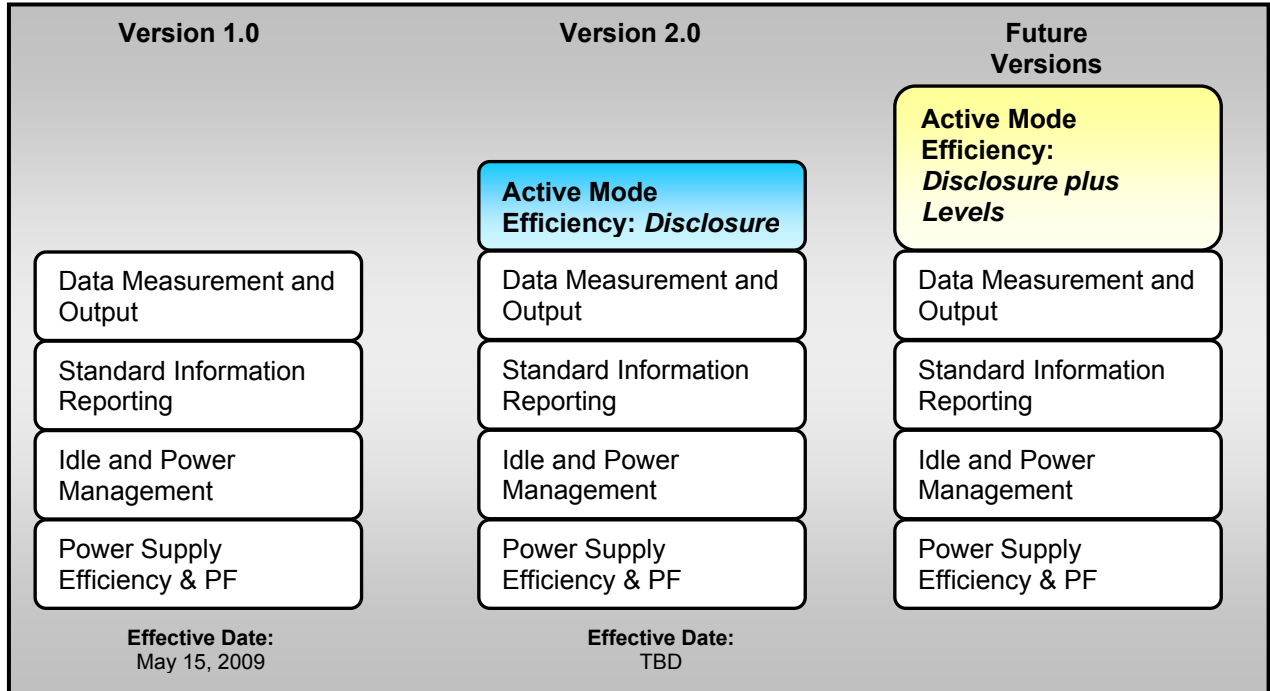 Version 1.0
Data Measurement and
Output
Standard Information
Reporting
Idle and Power
Management
Power Supply
Efficiency & PF
Effective Date:
May 15, 2009
Version 2.0
Active Mode
Efficiency: Disclosure
Data Measurement and
Output
Standard Information
Reporting
Idle and Power
Management
Power Supply
Efficiency & PF
Effective Date:
TBD
Future
Versions
Active Mode
Efficiency:
Disclosure plus
Levels
Data Measurement and
Output
Standard Information
Reporting
Idle and Power
Management
Power Supply
Efficiency & PF